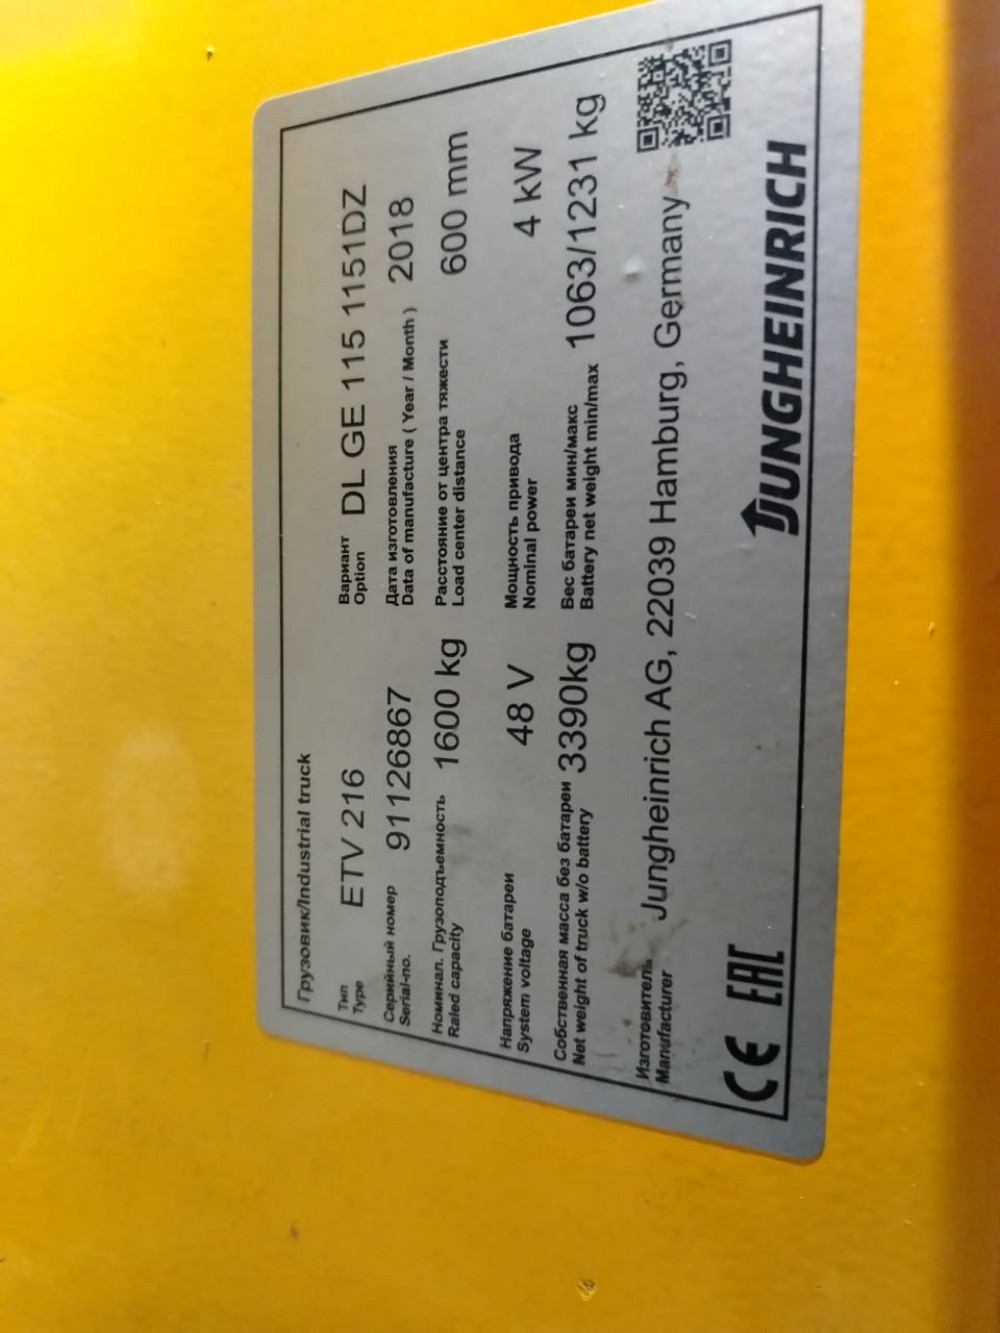 Грузовик/Industrial truck
Тип ETV 216 Вариант DL GE 115 1151DZ
Type Option
Серийный номер 91126867 Дата изготовления 2018
Serial-no. Data of manufacture ( Year / Month )
Номинал. Грузоподъемность 1600 kg Расстояние от центра тяжести 600 mm
Raled capacity Load center distance
Напряжение батареи 48 V Мощность привода 4 kW
System voltage Nominal power
Собственная масса без батареи 3390kg Вес батареи мин/макс 1063/1231 kg
Net weight of truck w/o battery Battery net weight min/max
Изготовитель Jungheinrich AG, 22039 Hamburg, Germany
Manufacturer
CE EAC JUNGHEINRICH